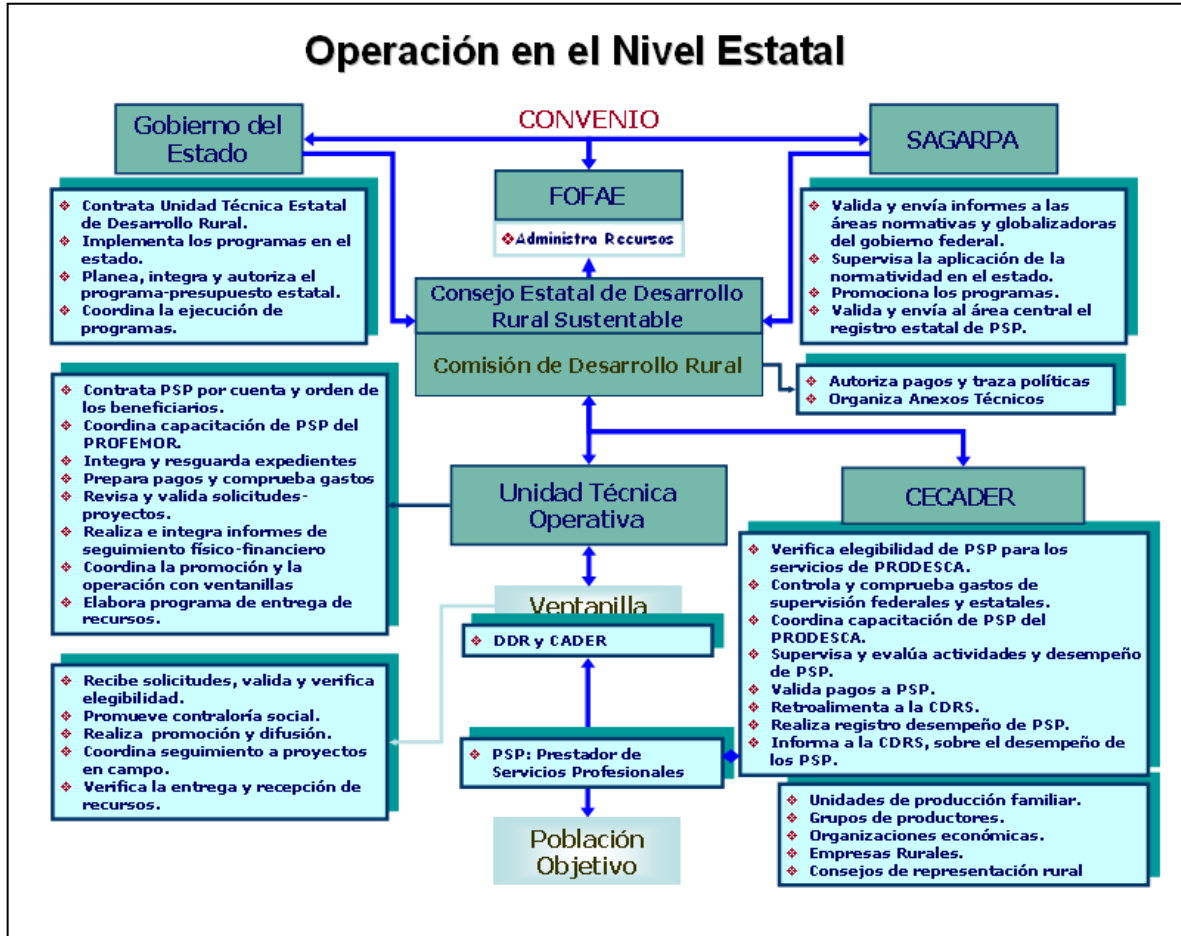 Operación en el Nivel Estatal
Gobierno del
Estado
CONVENIO
SAGARPA
FOFAE
❖Administra Recursos
❖ Contrata Unidad Técnica Estatal
de Desarrollo Rural.
❖ Implementa los programas en el
estado.
❖ Planea, integra y autoriza el
programa-presupuesto estatal.
❖ Coordina la ejecución de
programas.
❖ Valida y envía informes a las
áreas normativas y globalizadoras
del gobierno federal.
❖ Supervisa la aplicación de la
normatividad en el estado.
❖ Promociona los programas.
❖ Valida y envía al área central el
registro estatal de PSP.
Consejo Estatal de Desarrollo
Rural Sustentable
Comisión de Desarrollo Rural
❖ Autoriza pagos y traza políticas
❖ Organiza Anexos Técnicos
❖ Contrata PSP por cuenta y orden de
los beneficiarios.
❖ Coordina capacitación de PSP del
PROFEMOR.
❖ Integra y resguarda expedientes
❖ Prepara pagos y comprueba gastos
❖ Revisa y valida solicitudes-
proyectos.
❖ Realiza e integra informes de
seguimiento físico-financiero
❖ Coordina la promoción y la
operación con ventanillas
❖ Elabora programa de entrega de
recursos.
Unidad Técnica
Operativa
CECADER
❖ Verifica elegibilidad de PSP para los
servicios de PRODESCA.
❖ Controla y comprueba gastos de
supervisión federales y estatales.
❖ Coordina capacitación de PSP del
PRODESCA.
❖ Supervisa y evalúa actividades y desempeño
de PSP.
❖ Valida pagos a PSP.
❖ Retroalimenta a la CDRS.
❖ Realiza registro desempeño de PSP.
❖ Informa a la CDRS, sobre el desempeño de
los PSP.
Ventanilla
❖ DDR y CADER
❖ Recibe solicitudes, valida y verifica
elegibilidad.
❖ Promueve contraloría social.
❖ Realiza promoción y difusión.
❖ Coordina seguimiento a proyectos
en campo.
❖ Verifica la entrega y recepción de
recursos.
❖ PSP: Prestador de
Servicios Profesionales
Población
Objetivo
❖ Unidades de producción familiar.
❖ Grupos de productores.
❖ Organizaciones económicas.
❖ Empresas Rurales.
❖ Consejos de representación rural